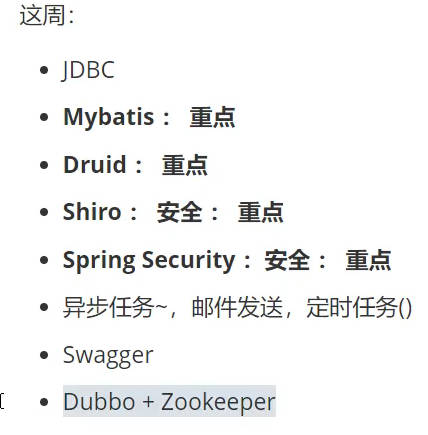 这周：
JDBC
Mybatis： 重点
Druid： 重点
Shiro： 安全： 重点
Spring Security：安全： 重点
异步任务~，邮件发送，定时任务()
Swagger
Dubbo + Zookeeper